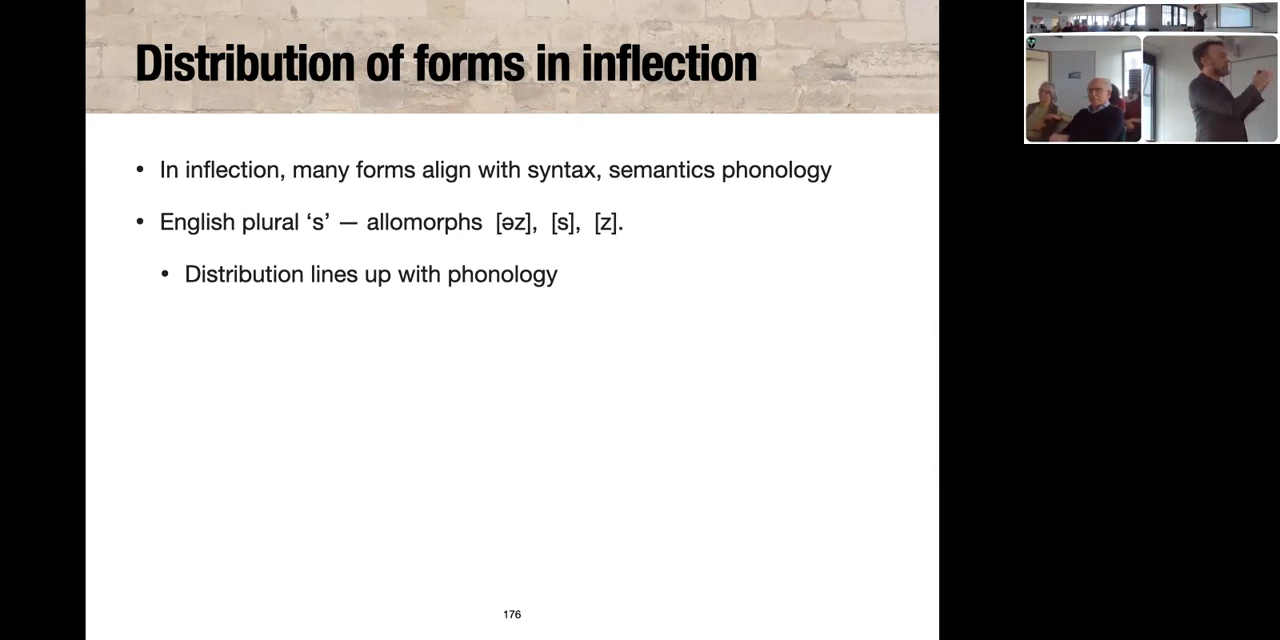 Distribution of forms in inflection
• In inflection, many forms align with syntax, semantics phonology
• English plural ‘s’ — allomorphs [əz], [s], [z].
• Distribution lines up with phonology
176